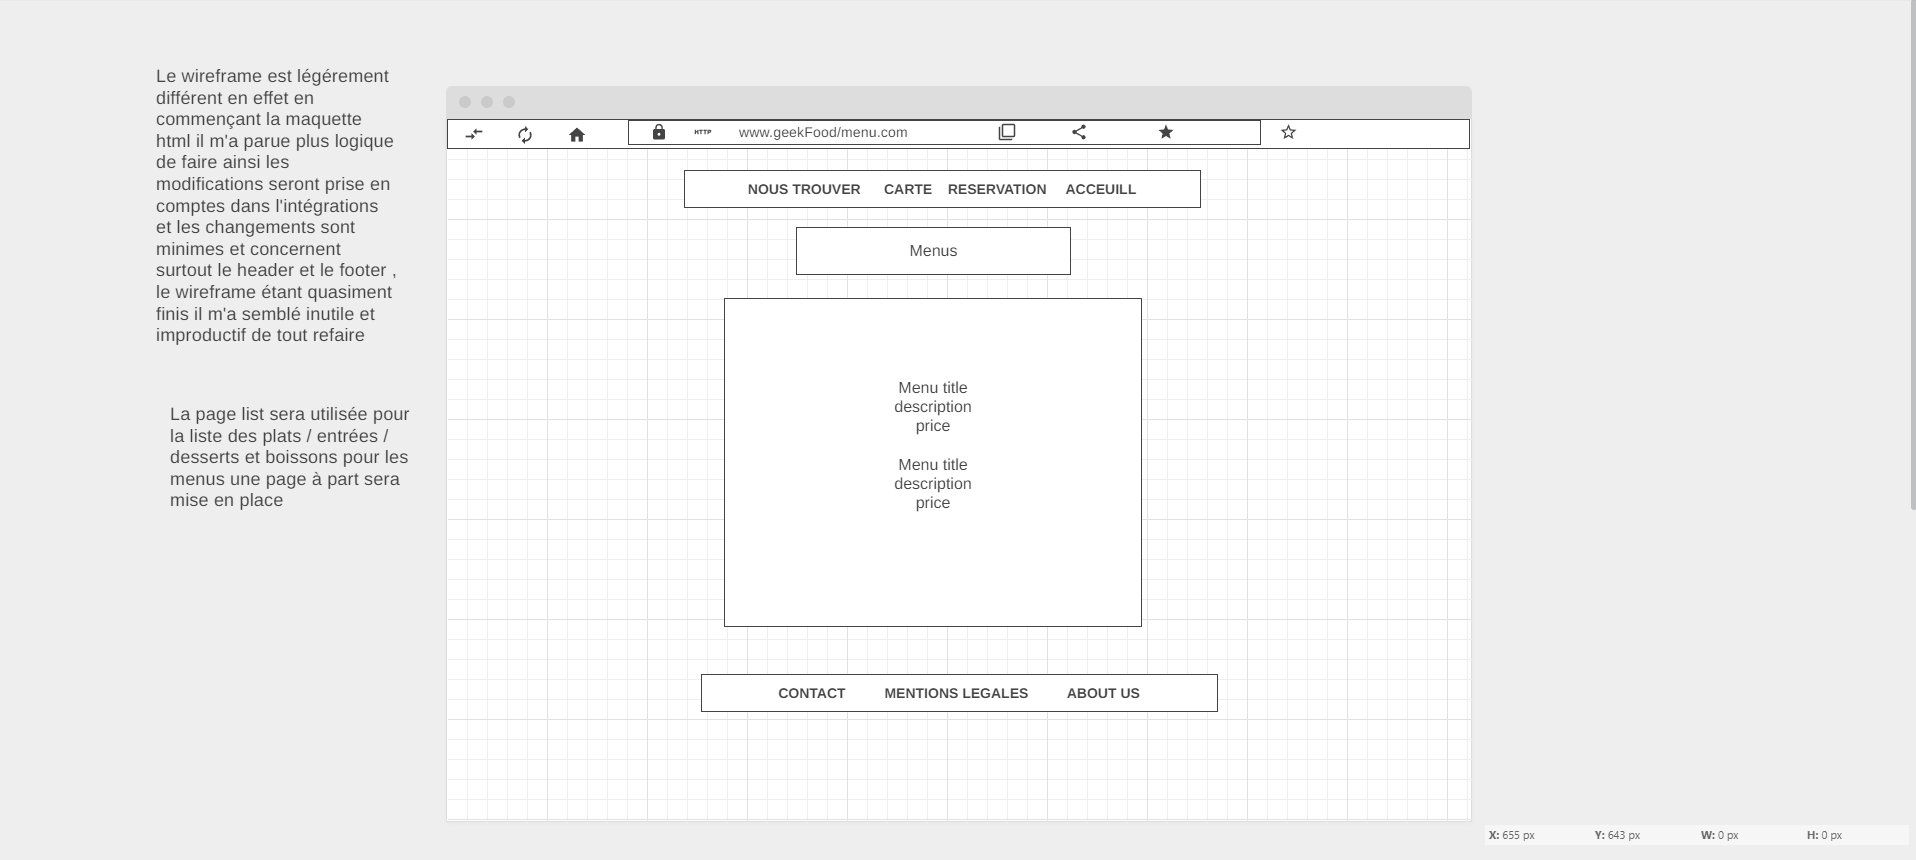 Le wireframe est légérement
différent en effet en
commençant la maquette
html il m'a parue plus logique
de faire ainsi les
modifications seront prise en
comptes dans l'intégrations
et les changements sont
minimes et concernent
surtout le header et le footer ,
le wireframe étant quasiment
finis il m'a semblé inutile et
improductif de tout refaire
La page list sera utilisée pour
la liste des plats / entrées /
desserts et boissons pour les
menus une page à part sera
mise en place
HTTP www.geekFood/menu.com
NOUS TROUVER CARTE RESERVATION ACCEUILL
Menus
Menu title
description
price
Menu title
description
price
CONTACT MENTIONS LEGALES ABOUT US
X: 655 px Y: 643 px W: 0 px H: 0 px